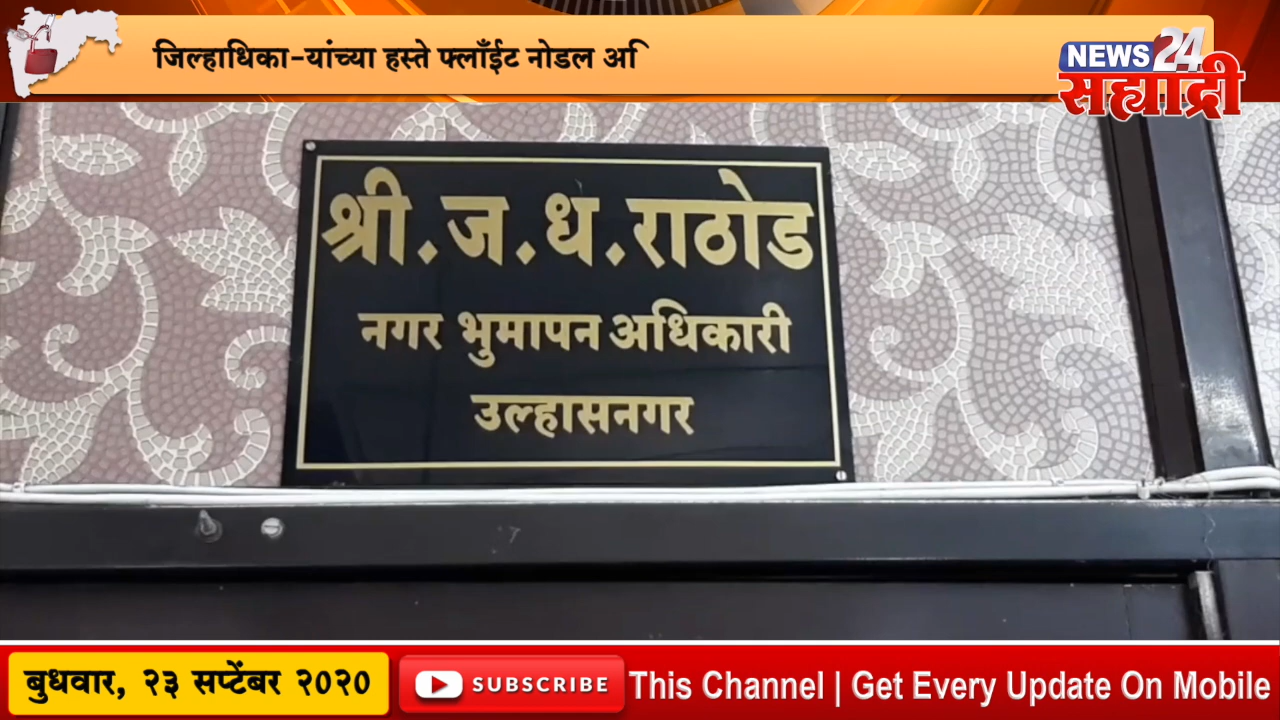 जिल्हाधिका-यांच्या हस्ते फ्लाँईट नोडल
NEWS 24
सह्याद्री
श्री.ज.ध.राठोड
नगर भुमापन अधिकारी
उल्हासनगर
बुधवार, २३ सप्टेंबर २०२०
SUBSCRIBE
This Channel | Get Every Update On Mobile